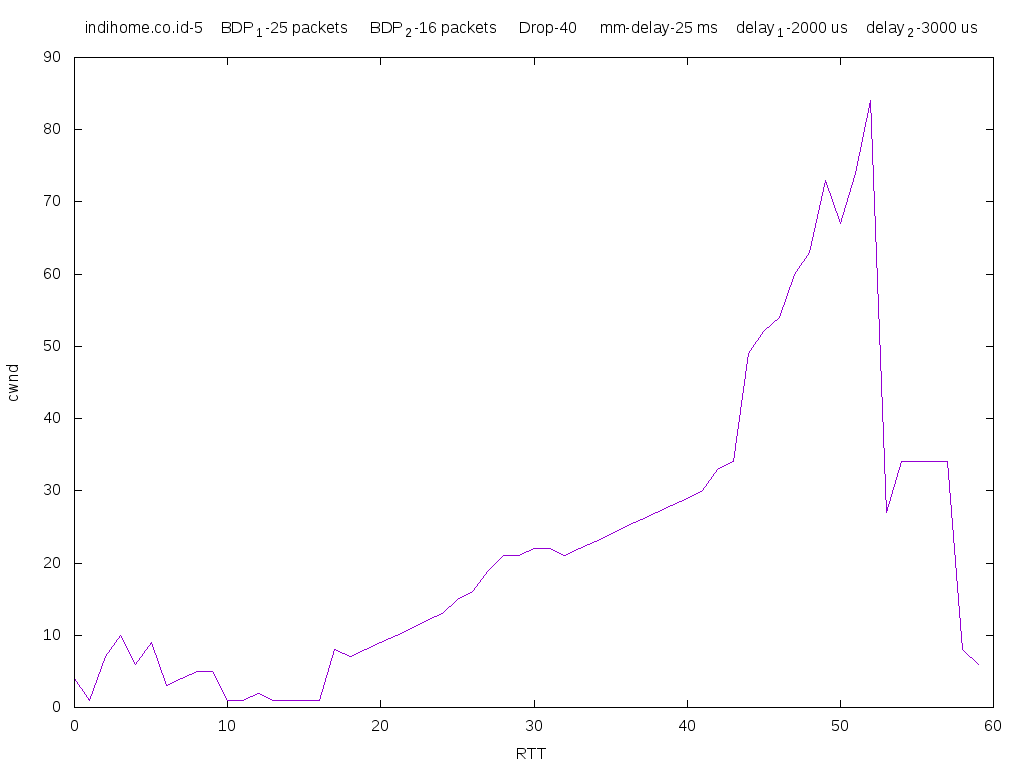 indihome.co.id-5 BDP1-25 packets BDP2-16 packets Drop-40 mm-delay-25 ms delay1-2000 us delay2-3000 us
90
80
70
60
50
40
30
20
10
0
cwnd
0 10 20 30 40 50 60
RTT